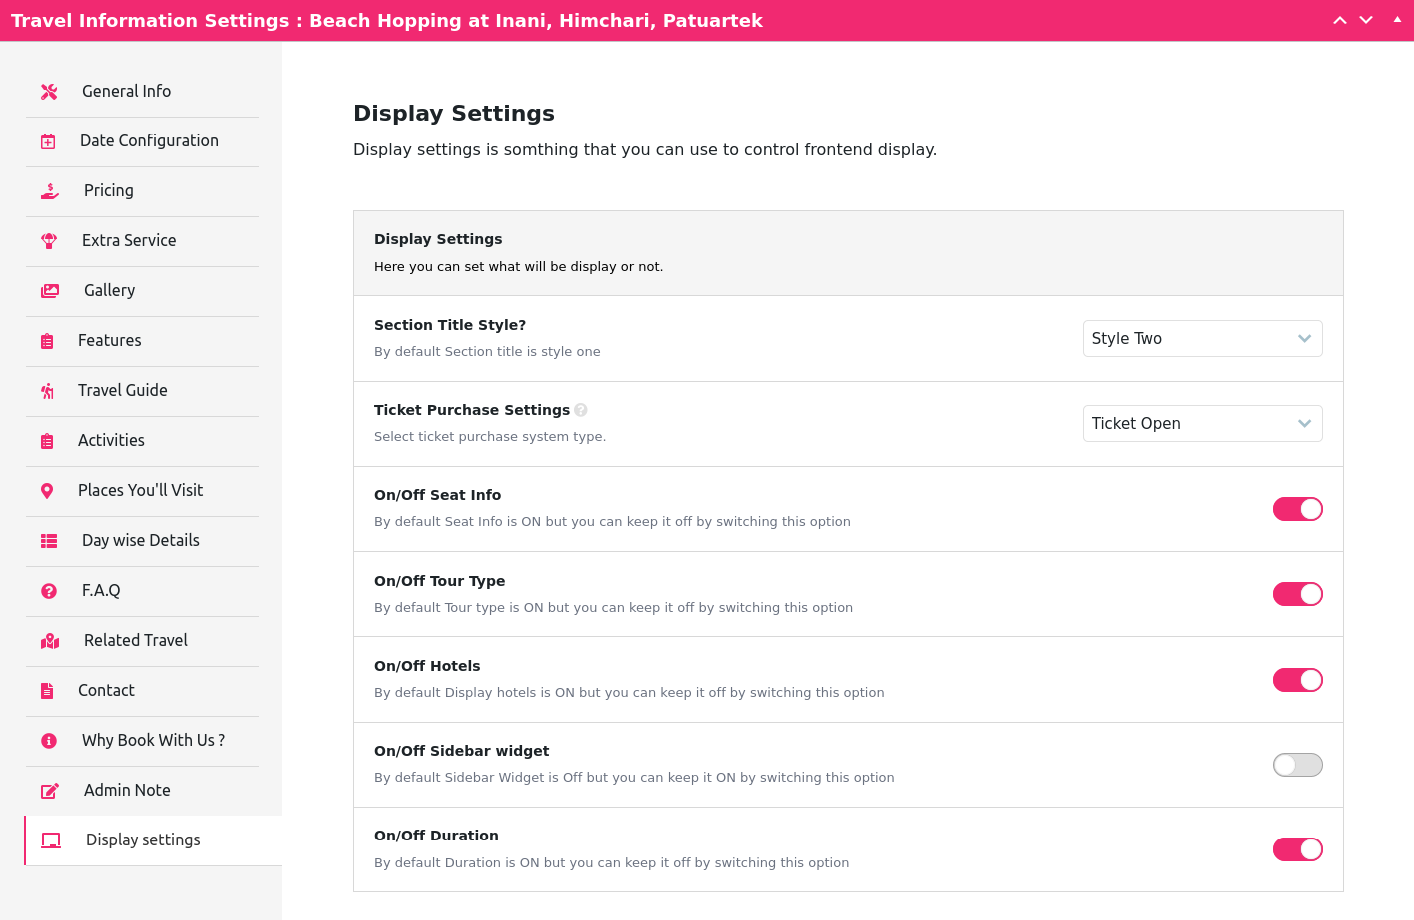 Travel Information Settings : Beach Hopping at Inani, Himchari, Patuartek
General Info
Date Configuration
Pricing
Extra Service
Gallery
Features
Travel Guide
Activities
Places You'll Visit
Day wise Details
F.A.Q
Related Travel
Contact
Why Book With Us ?
Admin Note
Display settings
Display Settings
Display settings is somthing that you can use to control frontend display.
Display Settings
Here you can set what will be display or not.
Section Title Style?
By default Section title is style one
Style Two
Ticket Purchase Settings
Select ticket purchase system type.
Ticket Open
On/Off Seat Info
By default Seat Info is ON but you can keep it off by switching this option
On/Off Tour Type
By default Tour type is ON but you can keep it off by switching this option
On/Off Hotels
By default Display hotels is ON but you can keep it off by switching this option
On/Off Sidebar widget
By default Sidebar Widget is Off but you can keep it ON by switching this option
On/Off Duration
By default Duration is ON but you can keep it off by switching this option